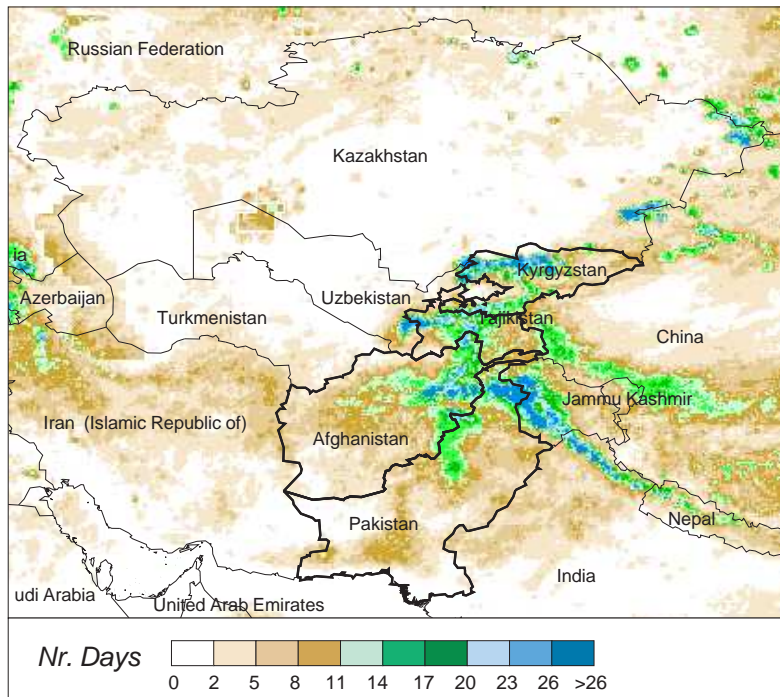 Russian Federation
Kazakhstan
la
Kyrgyzstan
Azerbaijan
Uzbekistan
Turkmenistan
Tajikistan
China
Jammu Kashmir
Iran (Islamic Republic of)
Afghanistan
Pakistan
Nepal
India
udi Arabia
United Arab Emirates
Nr. Days
0 2 5 8 11 14 17 20 23 26 >26